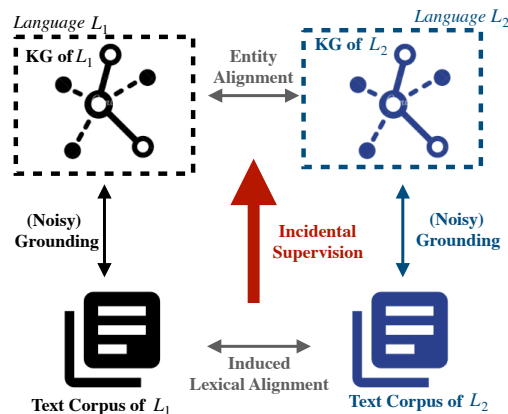 Language L1
Language L2
KG of L1
KG of L2
Entity
Alignment
(Noisy)
Grounding
(Noisy)
Grounding
Incidental
Supervision
Induced
Lexical Alignment
Text Corpus of L1
Text Corpus of L2